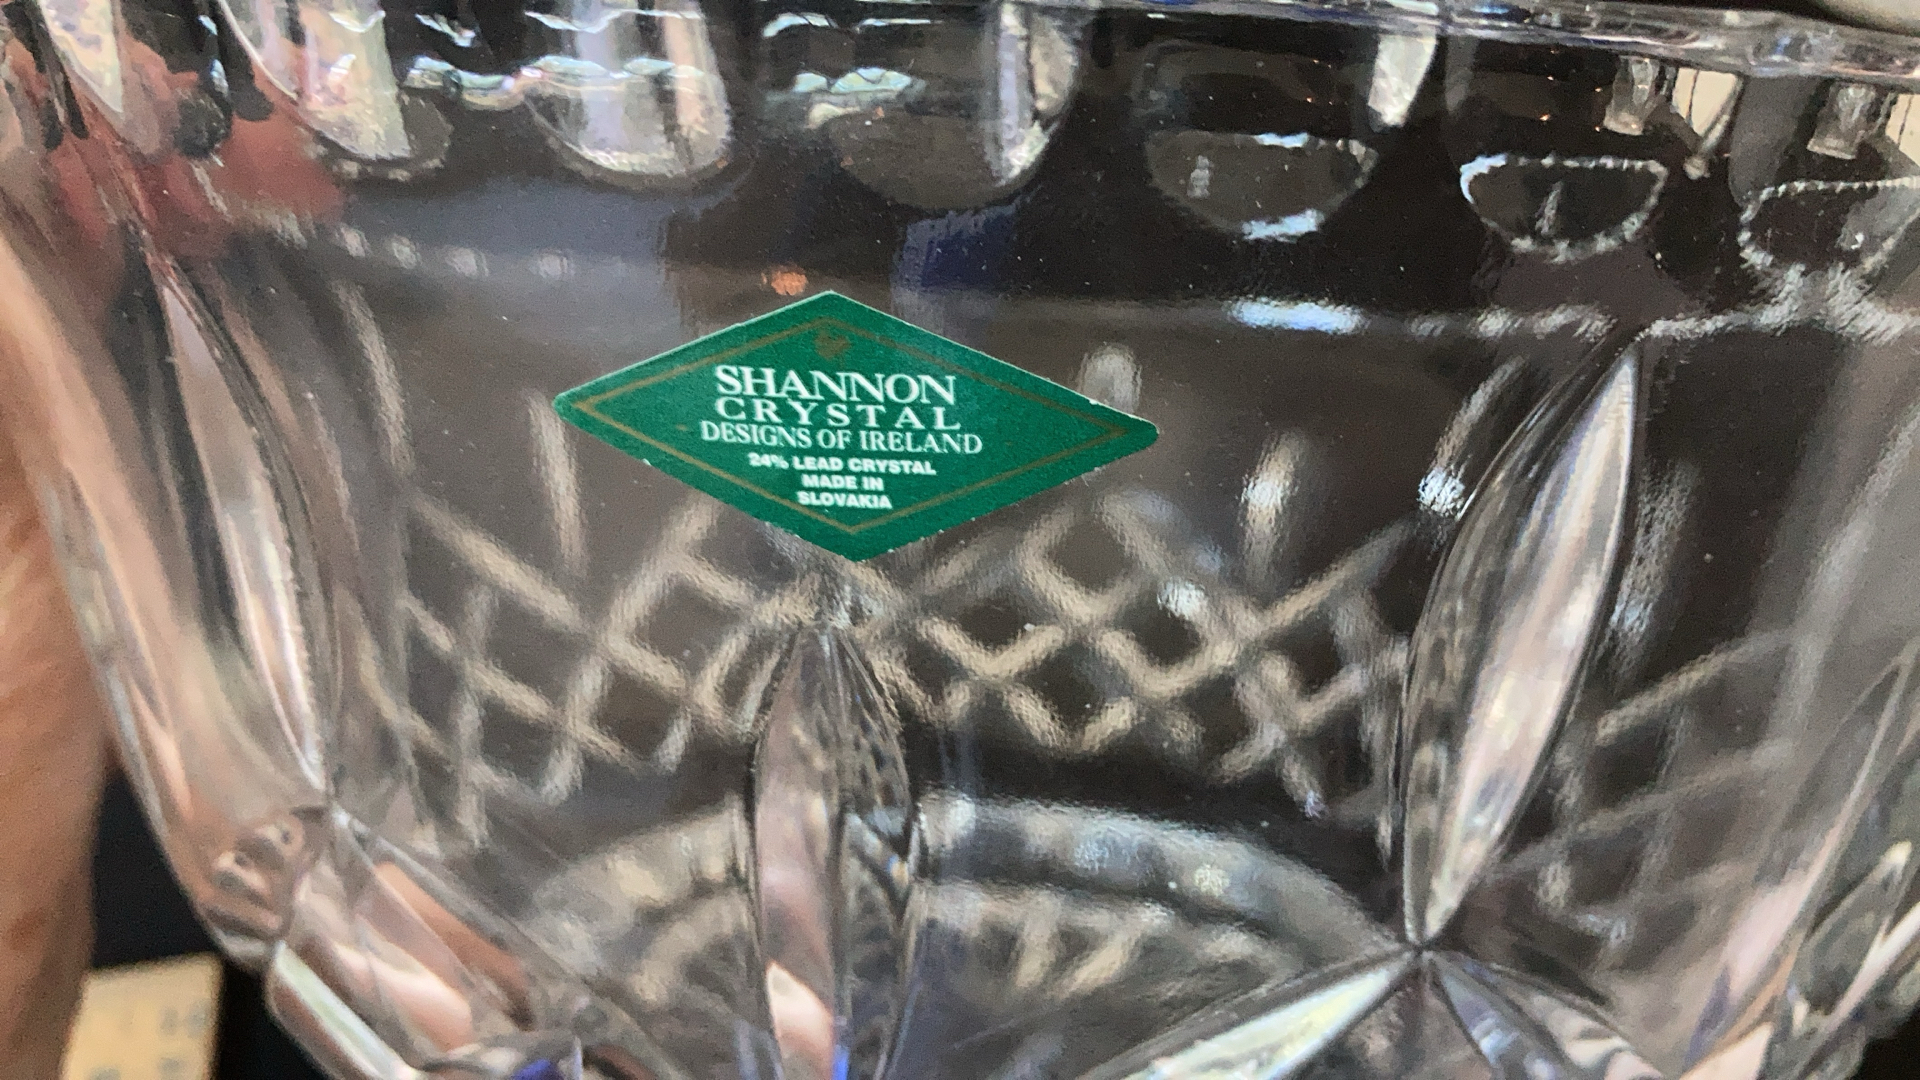 SHANNON
CRYSTAL
DESIGNS OF IRELAND
24% LEAD CRYSTAL
MADE IN
SLOVAKIA